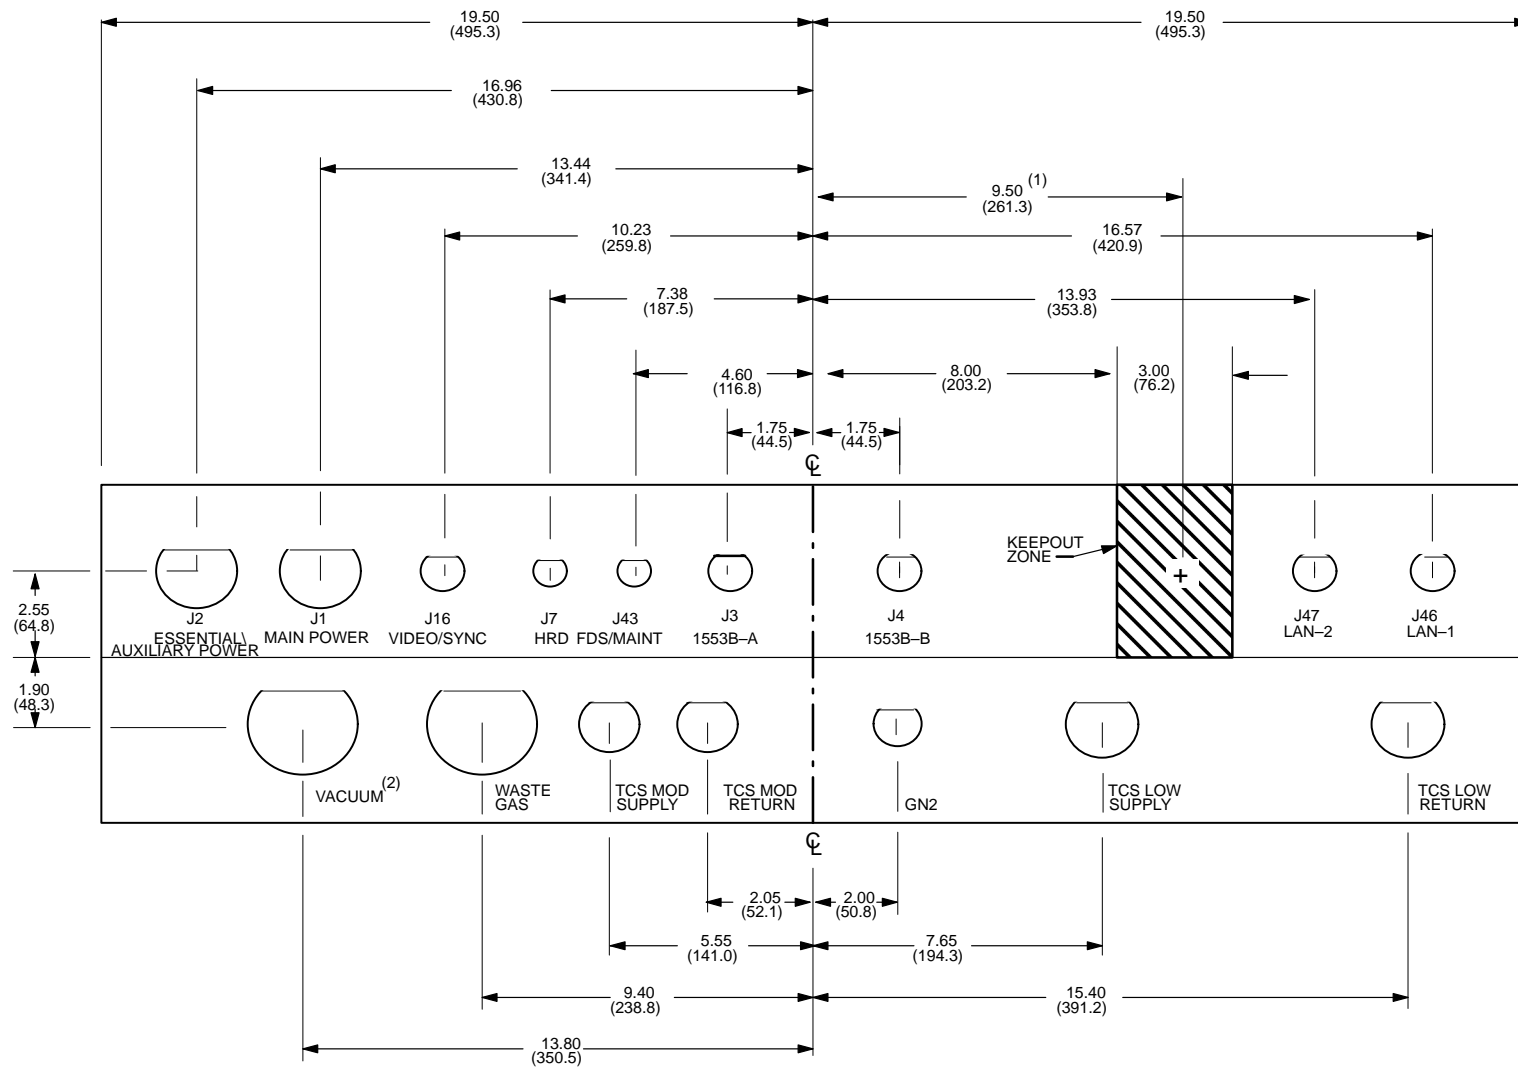 19.50
(495.3)
19.50
(495.3)
16.96
(430.8)
13.44
(341.4)
9.50 (1)
(261.3)
10.23
(259.8)
16.57
(420.9)
7.38
(187.5)
13.93
(353.8)
4.60
(116.8)
8.00
(203.2)
3.00
(76.2)
1.75
(44.5)
1.75
(44.5)
℄
KEEPOUT
ZONE
2.55
(64.8)
J2
ESSENTIAL\
AUXILIARY POWER
J1
MAIN POWER
J16
VIDEO/SYNC
J7
HRD
J43
FDS/MAINT
J3
1553B–A
J4
1553B–B
J47
LAN–2
J46
LAN–1
1.90
(48.3)
VACUUM (2)
WASTE
GAS
TCS MOD
SUPPLY
TCS MOD
RETURN
GN2
TCS LOW
SUPPLY
TCS LOW
RETURN
℄
2.05
(52.1)
2.00
(50.8)
5.55
(141.0)
7.65
(194.3)
9.40
(238.8)
15.40
(391.2)
13.80
(350.5)